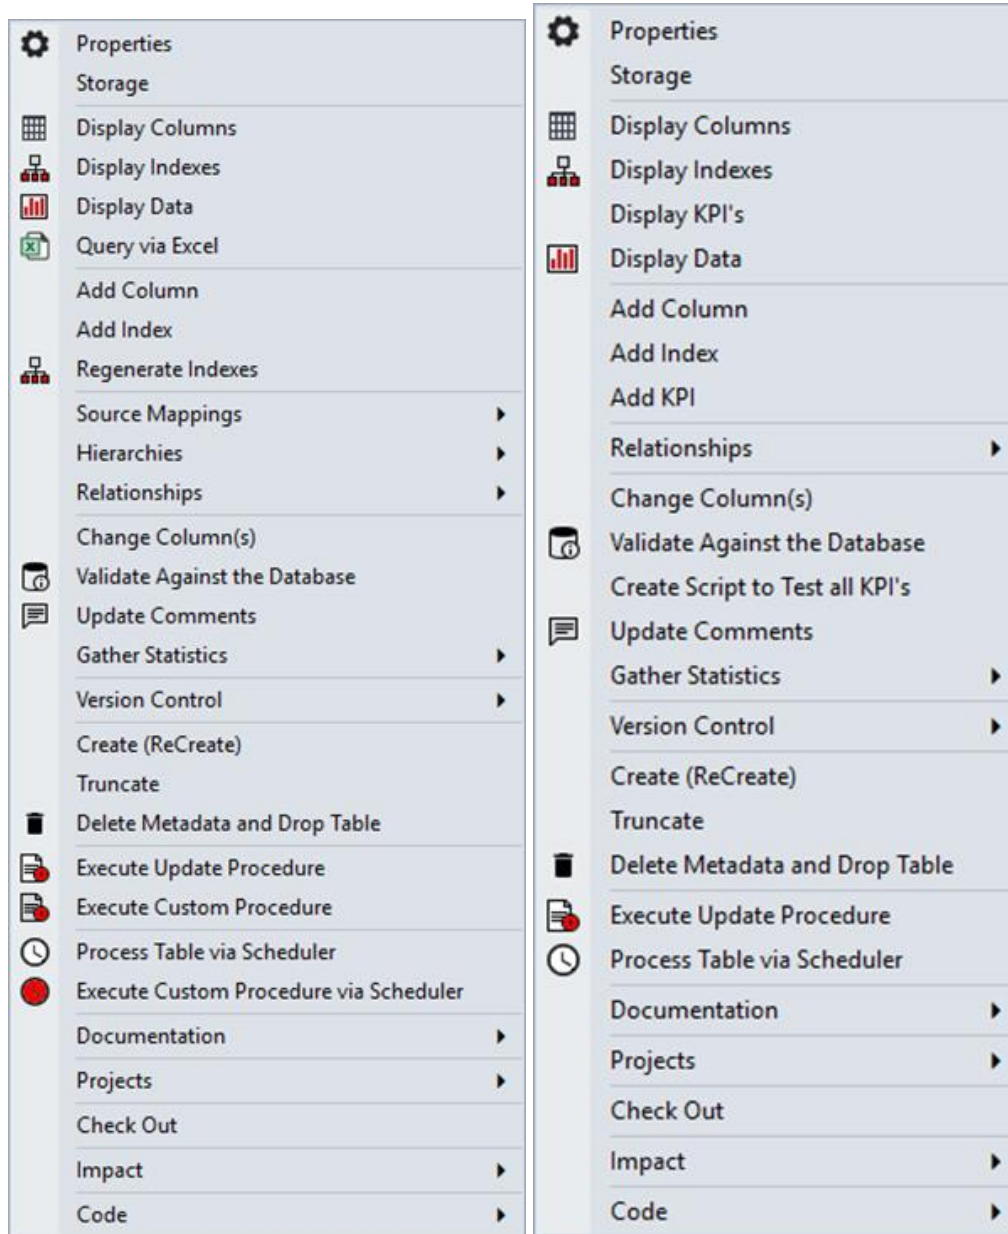 Properties
Storage
Display Columns
Display Indexes
Display Data
Query via Excel
Add Column
Add Index
Regenerate Indexes
Source Mappings
Hierarchies
Relationships
Change Column(s)
Validate Against the Database
Update Comments
Gather Statistics
Version Control
Create (ReCreate)
Truncate
Delete Metadata and Drop Table
Execute Update Procedure
Execute Custom Procedure
Process Table via Scheduler
Execute Custom Procedure via Scheduler
Documentation
Projects
Check Out
Impact
Code
Properties
Storage
Display Columns
Display Indexes
Display KPI's
Display Data
Add Column
Add Index
Add KPI
Relationships
Change Column(s)
Validate Against the Database
Create Script to Test all KPI's
Update Comments
Gather Statistics
Version Control
Create (ReCreate)
Truncate
Delete Metadata and Drop Table
Execute Update Procedure
Process Table via Scheduler
Documentation
Projects
Check Out
Impact
Code